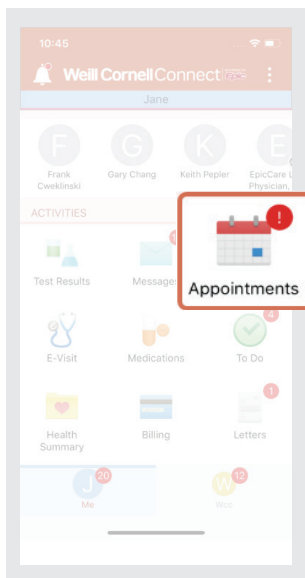 10:45
Weill Cornell Connect
Jane
F
G
K
E
Frank
Cweklinski
Gary Chang
Keith Pepler
EpicCare L
Physician,
ACTIVITIES
!
Appointments
Test Results
Messages
4
E-Visit
Medications
To Do
1
Health
Summary
Billing
Letters
J
20
Me
W
12
Wcc